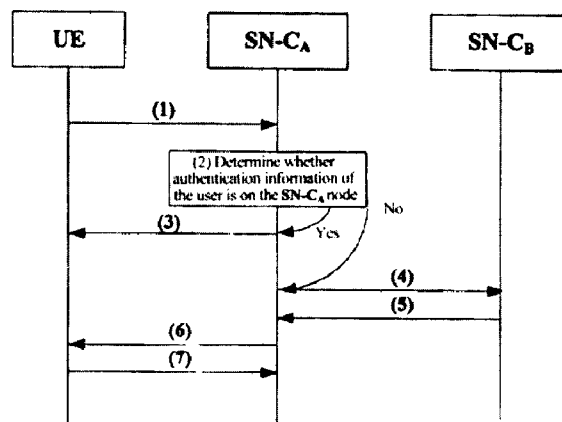 UE
SN-CA
SN-CB
(1)
(2) Determine whether
authentication information of
the user is on the SN-CA node
No
(3)
Yes
(4)
(5)
(6)
(7)